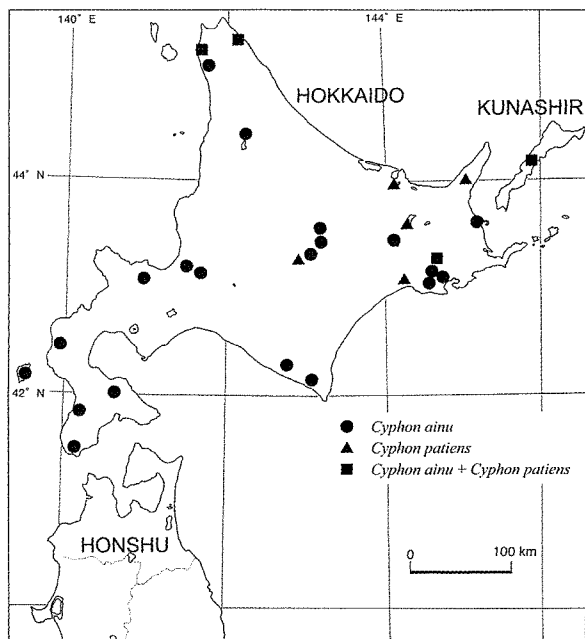 140° E
144° E
HOKKAIDO
KUNASHIR
44° N
42° N
Cyphon ainu
Cyphon patiens
Cyphon ainu + Cyphon patiens
HONSHU
0 100 km